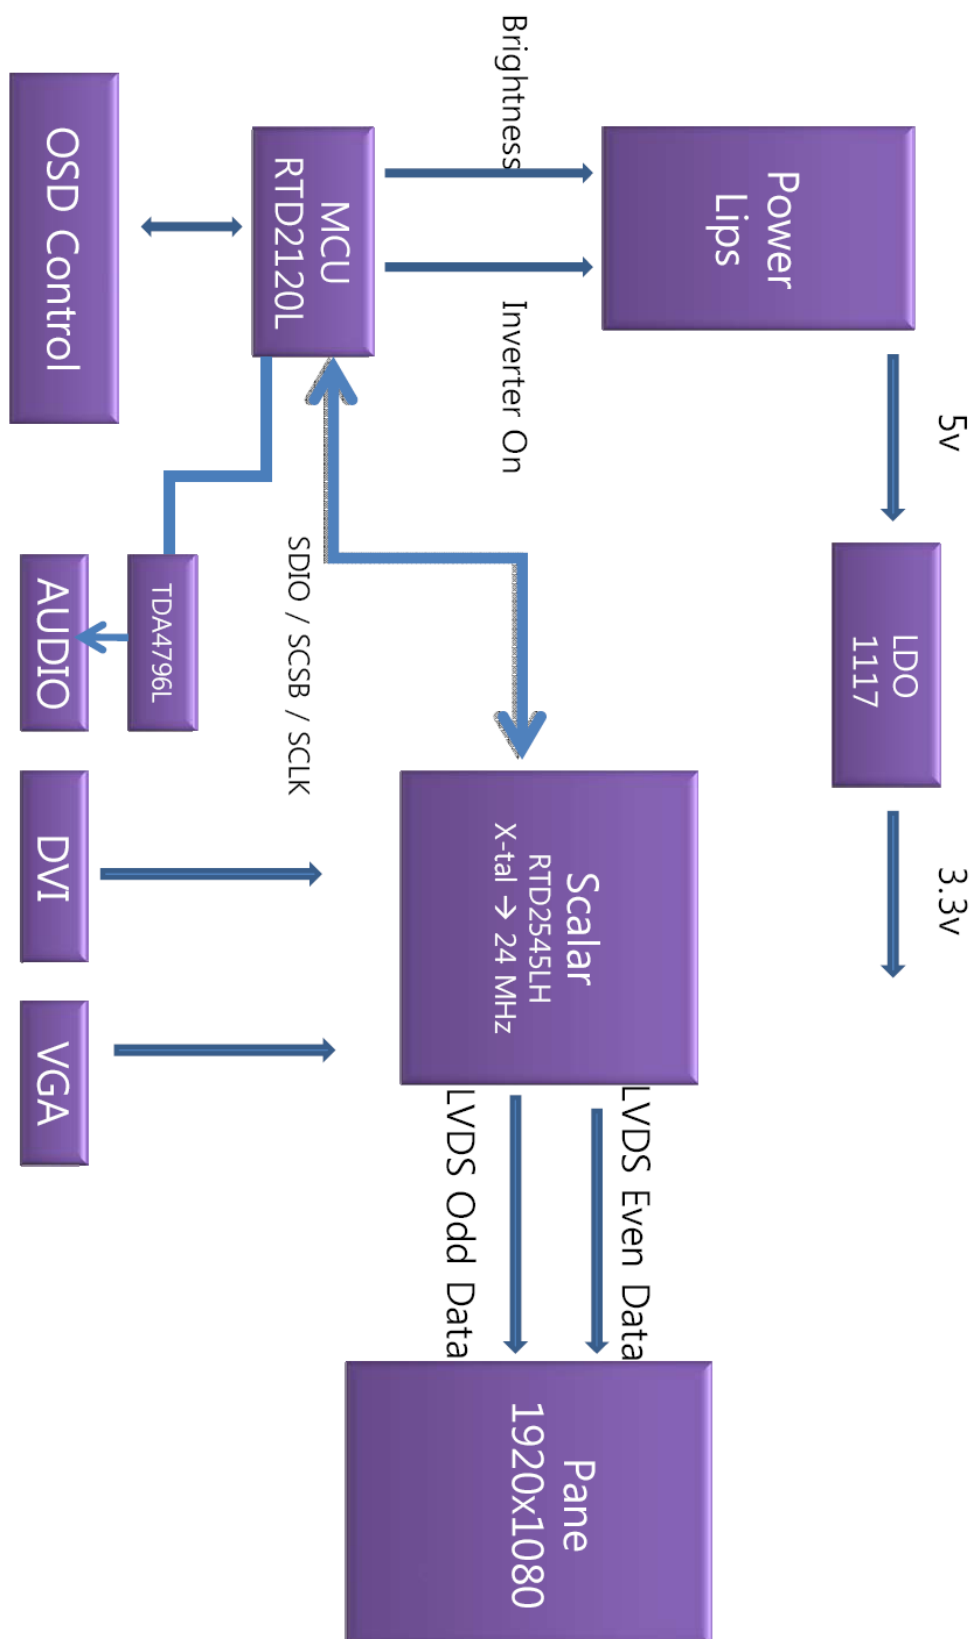 Power
Lips
5v
LDO
1117
3.3v
Brightness
Inverter On
MCU
RTD2120L
SDIO / SCSB / SCLK
Scalar
RTD2545LH
X-tal → 24 MHz
LVDS Even Data
LVDS Odd Data
Pane
1920x1080
OSD Control
TDA4796L
AUDIO
DVI
VGA